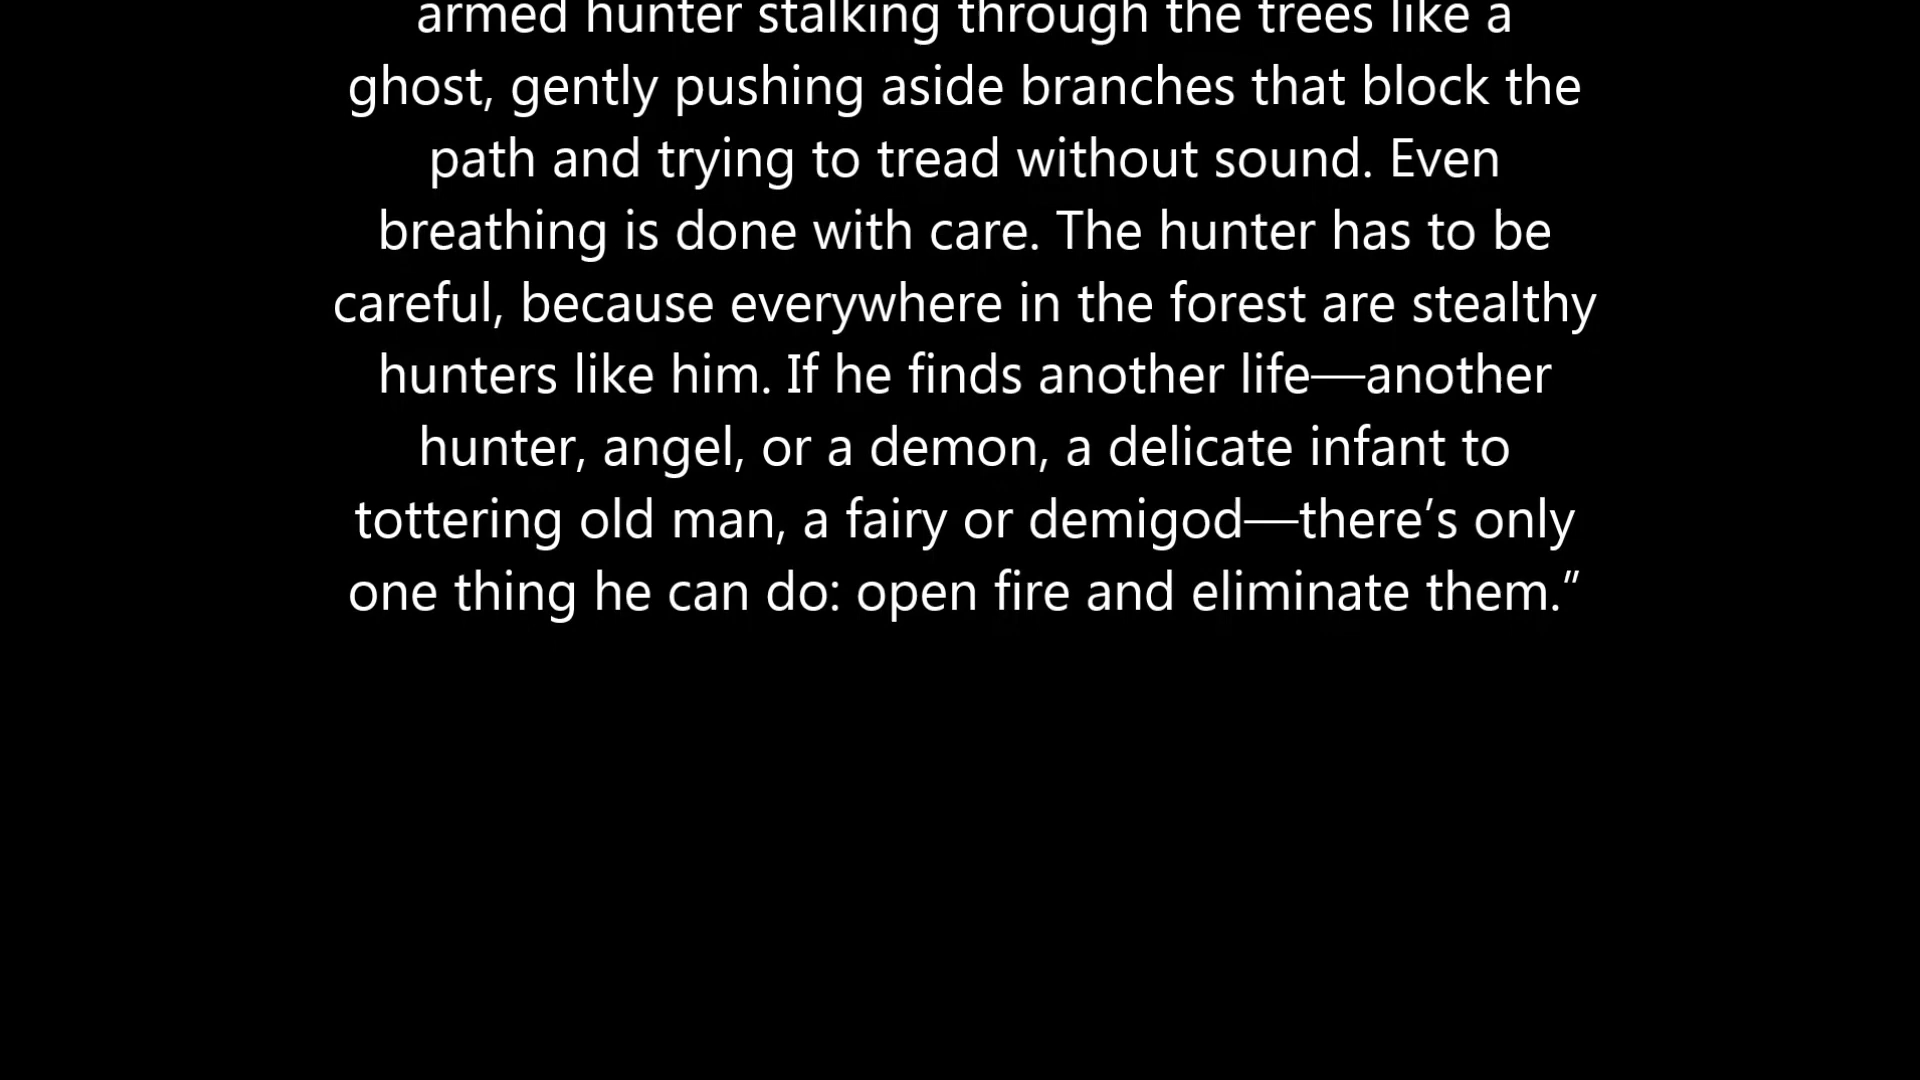 armed hunter stalking through the trees like a
ghost, gently pushing aside branches that block the
path and trying to tread without sound. Even
breathing is done with care. The hunter has to be
careful, because everywhere in the forest are stealthy
hunters like him. If he finds another life—another
hunter, angel, or a demon, a delicate infant to
tottering old man, a fairy or demigod—there’s only
one thing he can do: open fire and eliminate them.”